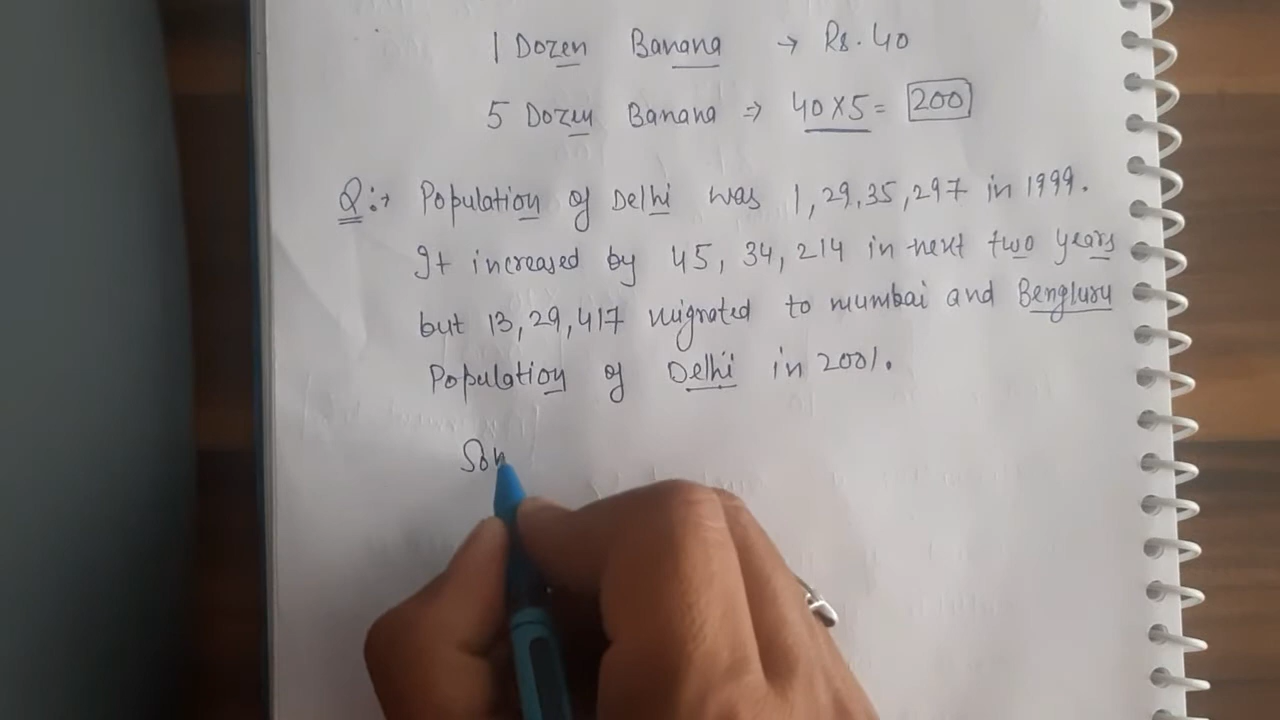 1 Dozen Banana → Rs. 40
5 Dozen Banana ⇒ 40×5 = 200
Q:→ Population of Delhi was 1,29,35,297 in 1999.
It increased by 45, 34, 214 in next two years
but 13,29,417 migrated to mumbai and Bengluru
Population of Delhi in 2001.